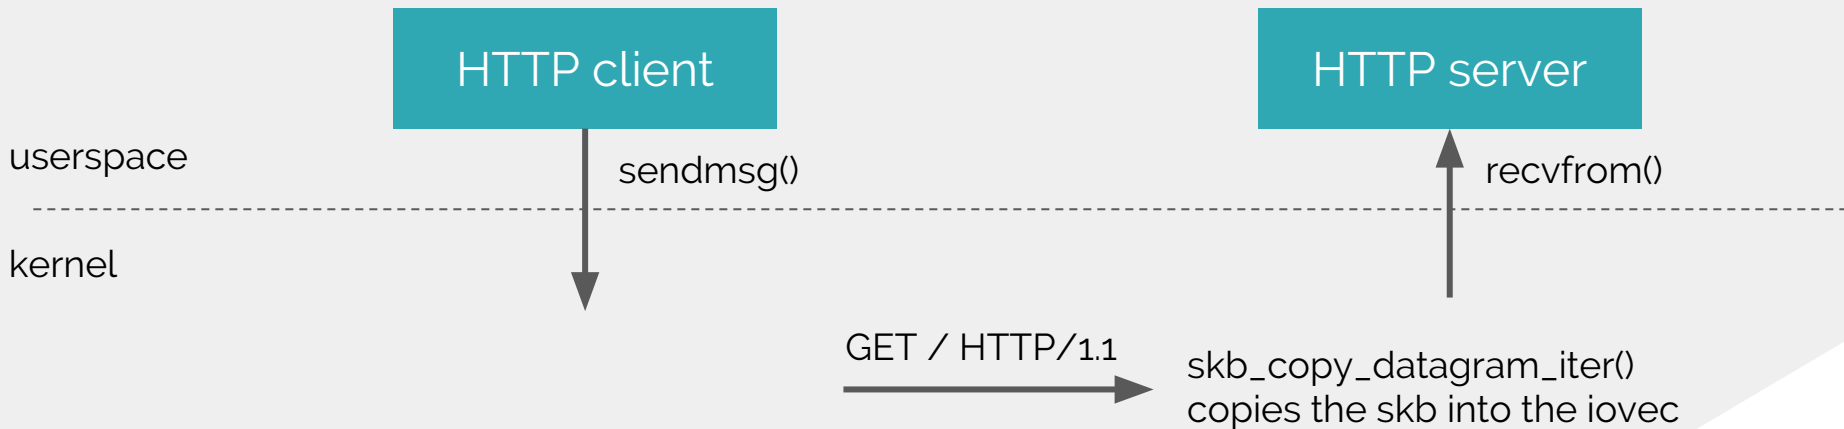 HTTP client
HTTP server
userspace
sendmsg()
recvfrom()
kernel
GET / HTTP/1.1
skb_copy_datagram_iter()
copies the skb into the iovec